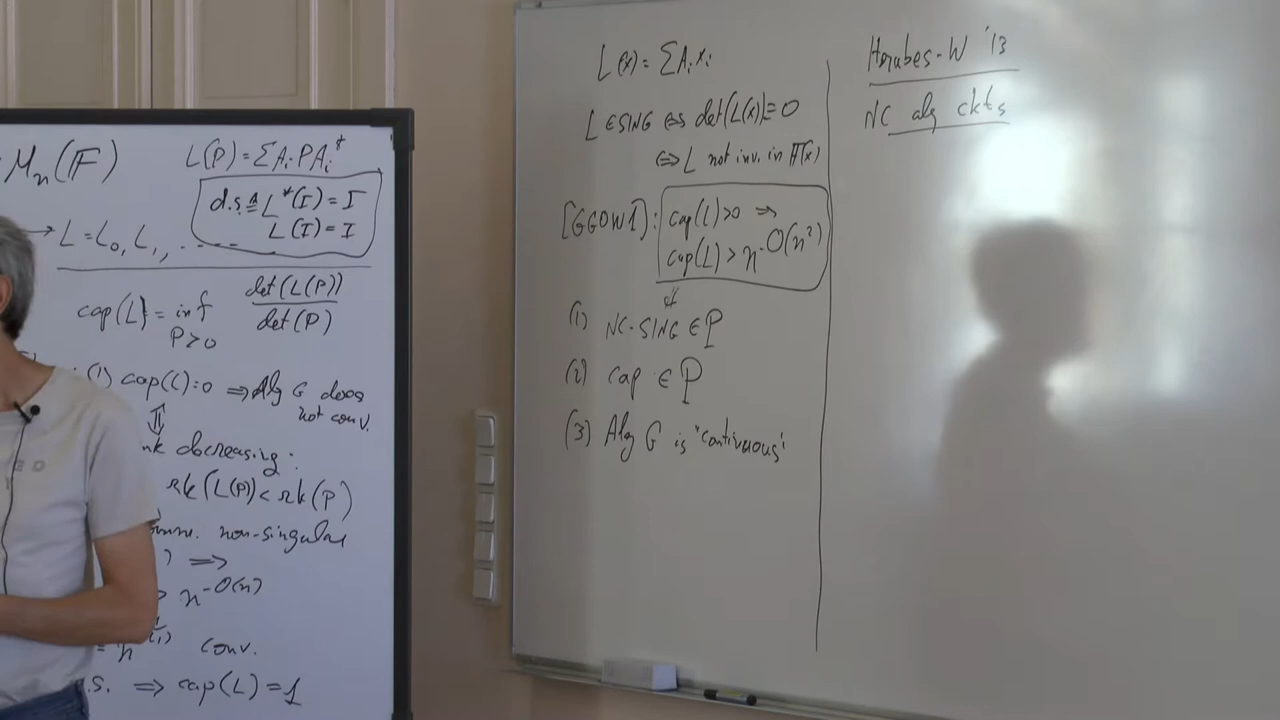 M_n(𝔽)
L(P) = ΣA_i P A_i^*
d.s. ≜ L*(I) = I
L(I) = I
→ L = L_0, L_1, ....
cap(L) = inf_{P>0} det(L(P)) / det(P)
(1) cap(L)=0 ⇒ Alg G does
not conv.
⇕
nk decreasing:
rk(L(P)) < rk(P)
non-singular
) ⇒
> n^{-O(n)}
= n conv.
.s. ⇒ cap(L) = 1
L(x) = ΣA_i x_i
L ∈ SING ⇔ det(L(x)) = 0
⇔ L not inv. in 𝔽(x)
[GGOW1]: cap(L)>0 ⇒
cap(L) > n^{-O(n²)}
⇓
(1) NC-SING ∈ P
(2) cap ∈ P
(3) Alg G is "continuous"
Hrubes-W '13
NC alg ckts